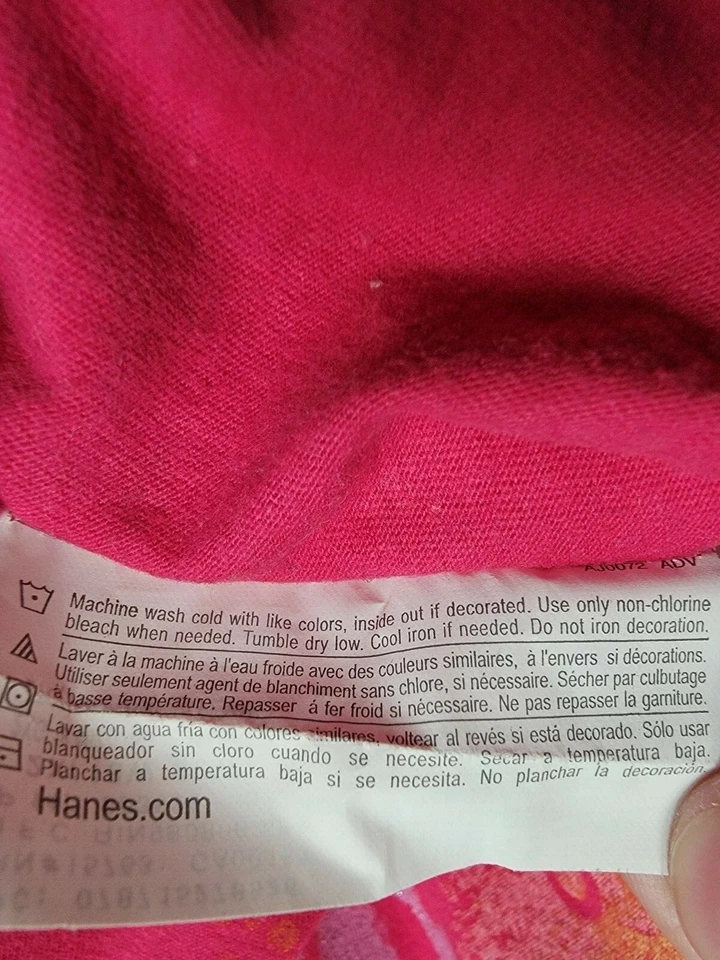 AJ0072 ADV
Machine wash cold with like colors, inside out if decorated. Use only non-chlorine
bleach when needed. Tumble dry low. Cool iron if needed. Do not iron decoration.
Laver à la machine à l'eau froide avec des couleurs similaires, à l'envers si décorations.
Utiliser seulement agent de blanchiment sans chlore, si nécessaire. Sécher par culbutage
à basse température. Repasser á fer froid si nécessaire. Ne pas repasser la garniture.
Lavar con agua fría con colores similares, voltear al revés si está decorado. Sólo usar
blanqueador sin cloro cuando se necesite. Secar a temperatura baja.
Planchar a temperatura baja si se necesita. No planchar la decoración.
Hanes.com